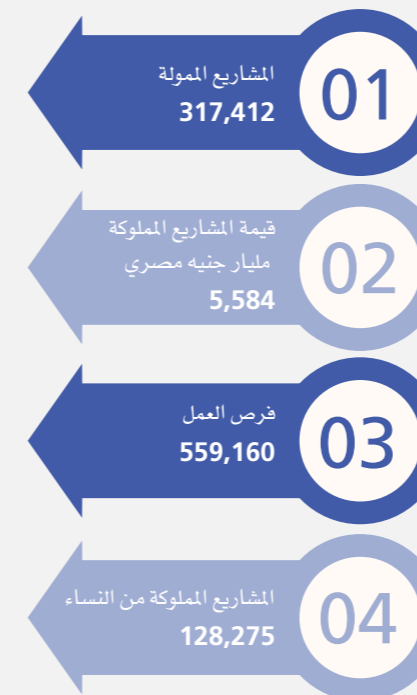 01
المشاريع الممولة
317,412
02
قيمة المشاريع المملوكة
مليار جنيه مصري
5,584
03
فرص العمل
559,160
04
المشاريع المملوكة من النساء
128,275